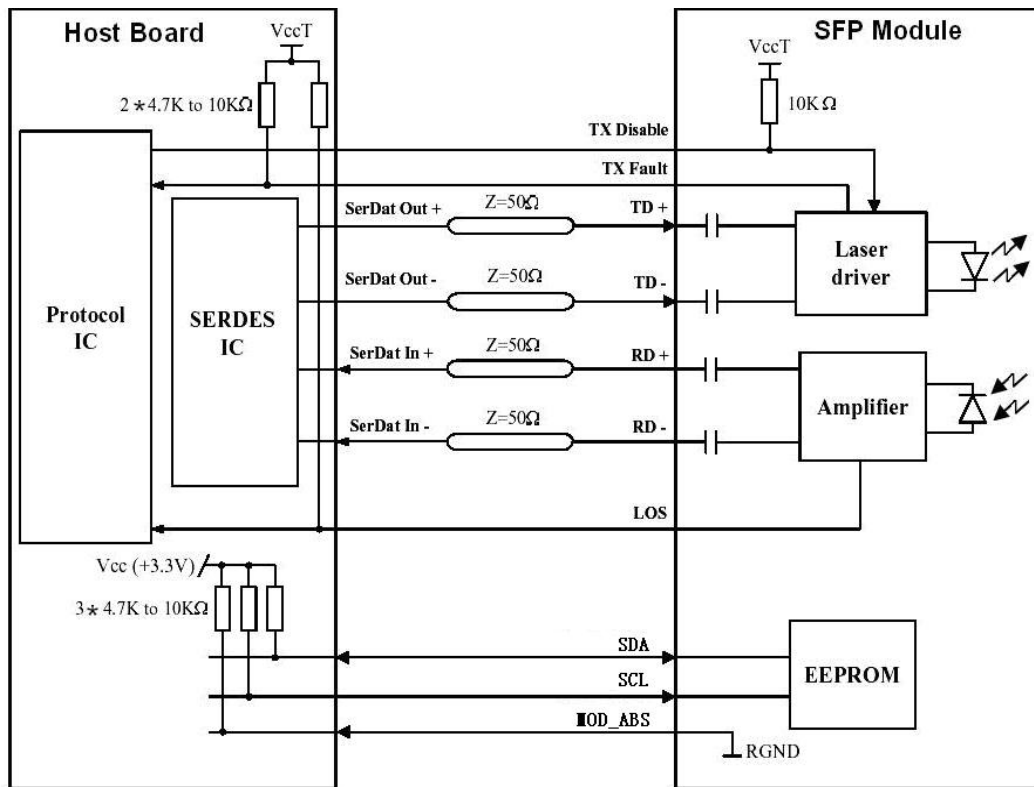 Host Board
SFP Module
VccT
VccT
2*4.7K to 10KΩ
10KΩ
TX Disable
TX Fault
SerDat Out +
Z=50Ω
TD +
Laser
driver
SerDat Out -
Z=50Ω
TD -
Protocol
IC
SERDES
IC
SerDat In +
Z=50Ω
RD +
Amplifier
SerDat In -
Z=50Ω
RD -
LOS
Vcc (+3.3V)
3*4.7K to 10KΩ
SDA
EEPROM
SCL
MOD_ABS
RGND